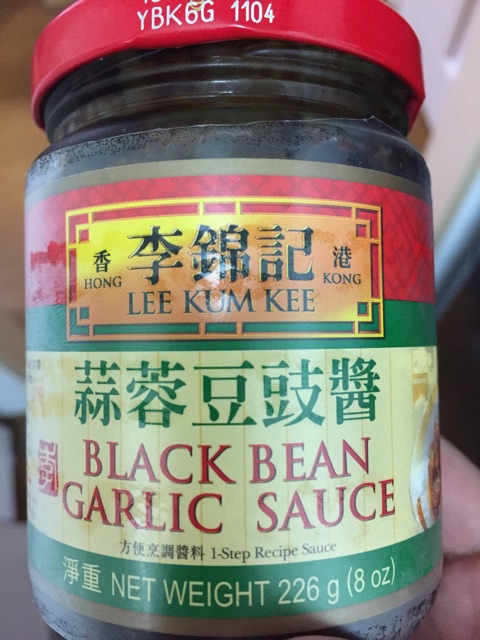 YBK6G 1104
香 李錦記 港
HONG LEE KUM KEE KONG
蒜蓉豆豉醬
BLACK BEAN
GARLIC SAUCE
方便烹調醬料 1-Step Recipe Sauce
淨重 NET WEIGHT 226 g (8 oz)